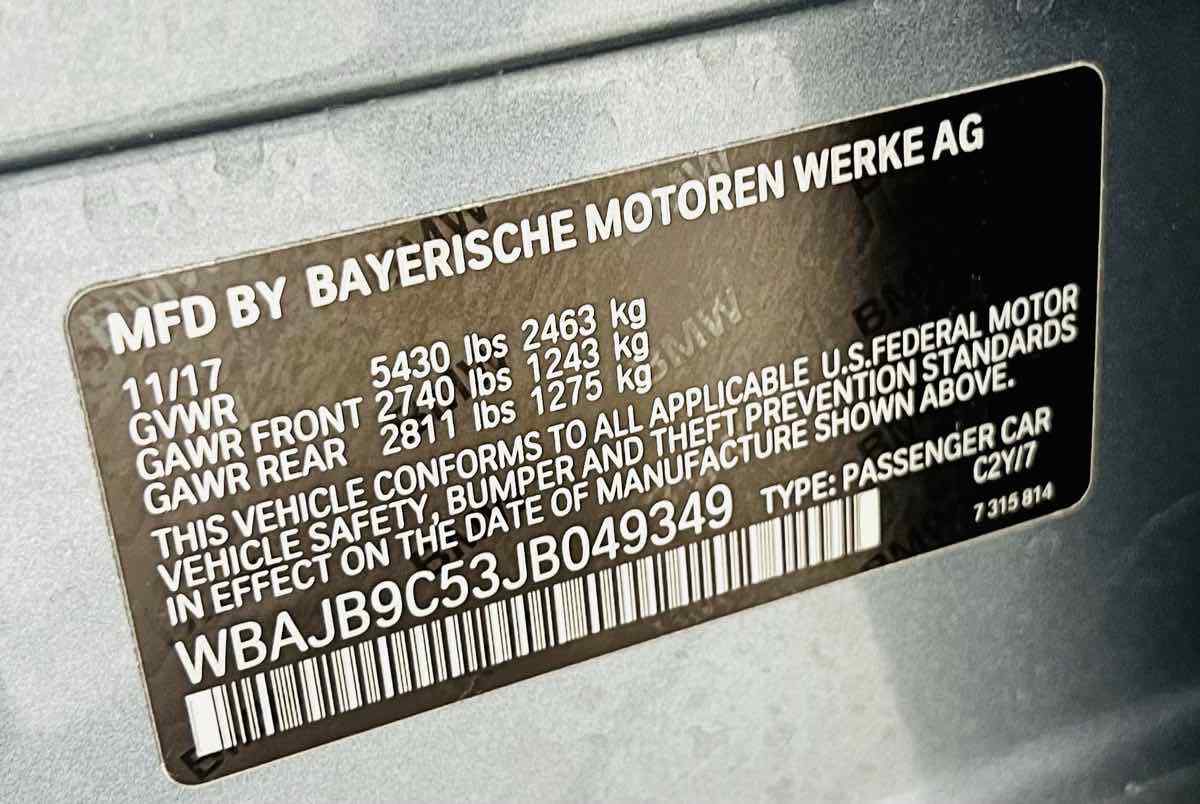 MFD BY BAYERISCHE MOTOREN WERKE AG
11/17
GVWR 5430 lbs 2463 kg
GAWR FRONT 2740 lbs 1243 kg
GAWR REAR 2811 lbs 1275 kg
THIS VEHICLE CONFORMS TO ALL APPLICABLE U.S.FEDERAL MOTOR
VEHICLE SAFETY, BUMPER AND THEFT PREVENTION STANDARDS
IN EFFECT ON THE DATE OF MANUFACTURE SHOWN ABOVE.
WBAJB9C53JB049349 TYPE: PASSENGER CAR
C2Y/7
7 315 814